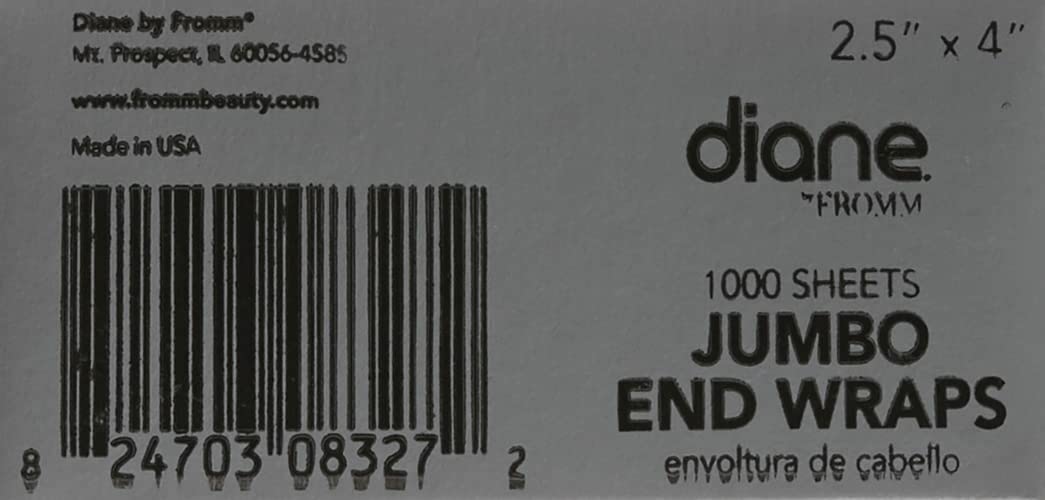 Diane by Fromm®
Mt. Prospect, IL 60056-4585
www.frommbeauty.com
Made in USA
8 24703 08327 2
2.5" x 4"
diane.
BY FROMM
1000 SHEETS
JUMBO
END WRAPS
envoltura de cabello